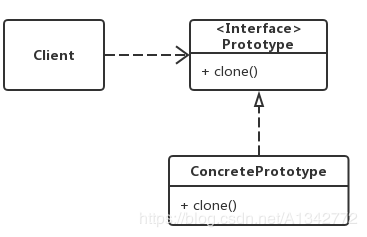 <Interface>
Client
Prototype
+ clone()
ConcretePrototype
+ clone()
https://blog.csdn.net/A1342772